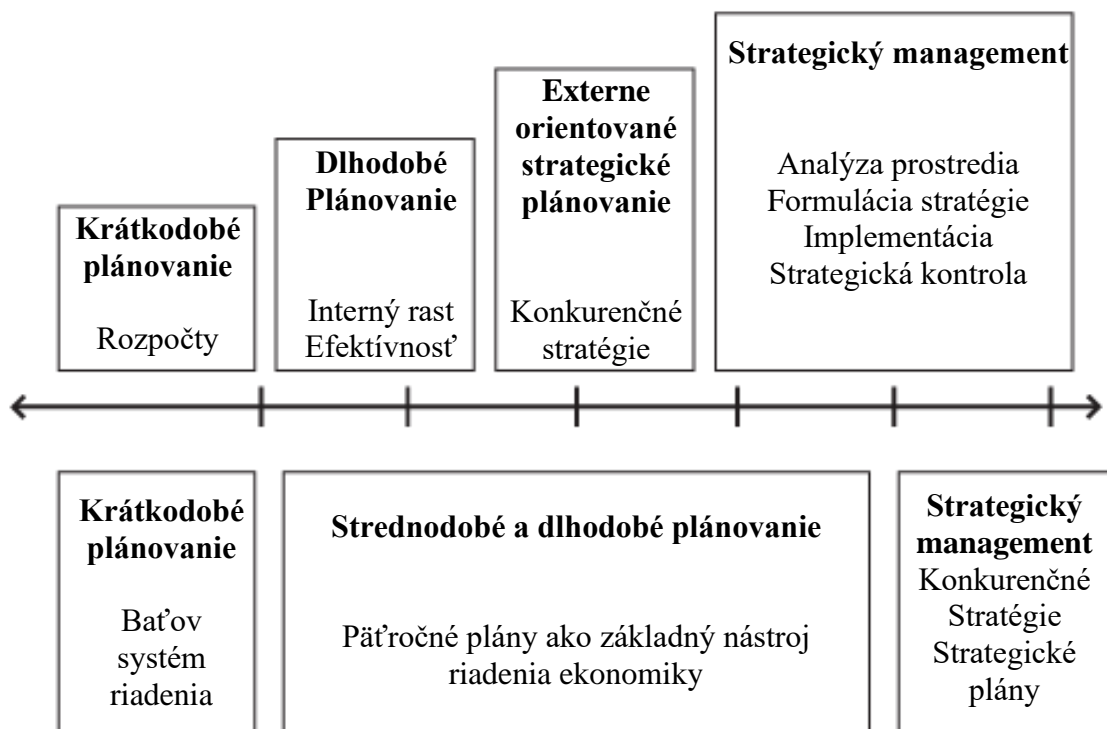 Krátkodobé
plánovanie
Rozpočty
Dlhodobé
Plánovanie
Interný rast
Efektívnosť
Externe
orientované
strategické
plánovanie
Konkurenčné
stratégie
Strategický management
Analýza prostredia
Formulácia stratégie
Implementácia
Strategická kontrola
Krátkodobé
plánovanie
Baťov
systém
riadenia
Strednodobé a dlhodobé plánovanie
Päťročné plány ako základný nástroj
riadenia ekonomiky
Strategický
management
Konkurenčné
Stratégie
Strategické
plány